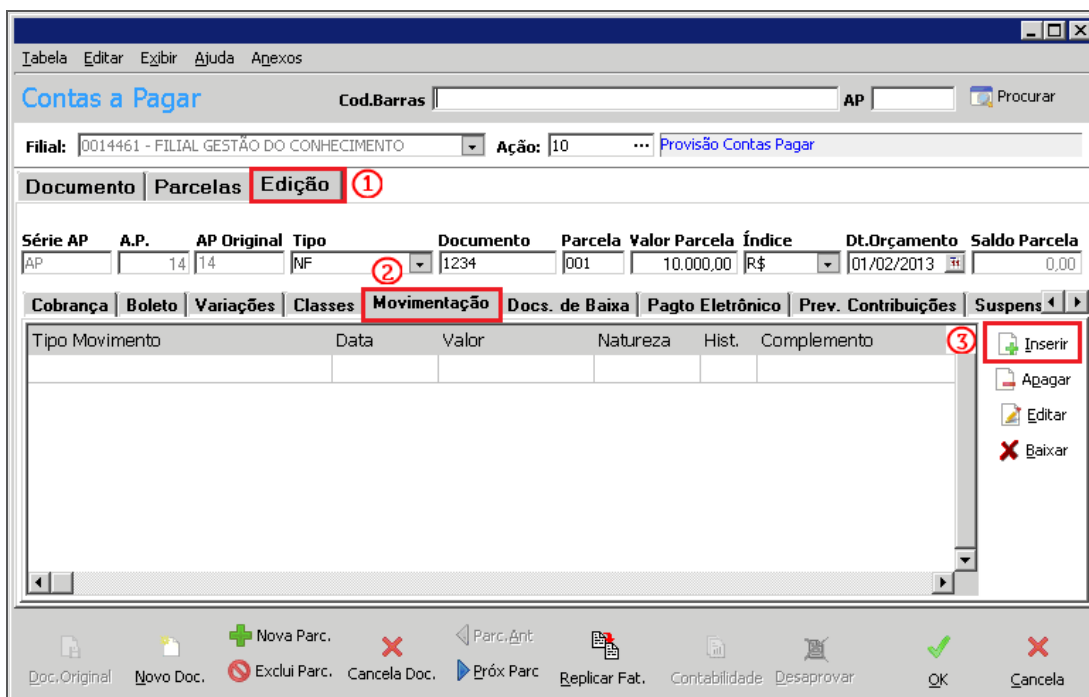 Tabela Editar Exibir Ajuda Anexos
Contas a Pagar Cod.Barras AP Procurar
Filial: 0014461 - FILIAL GESTÃO DO CONHECIMENTO Ação: 10 ... Provisão Contas Pagar
Documento Parcelas Edição 1
Série AP A.P. AP Original Tipo Documento Parcela Valor Parcela Índice Dt.Orçamento Saldo Parcela
AP 14 14 NF 1234 001 10.000,00 R$ 01/02/2013 0,00
2
Cobrança Boleto Variações Classes Movimentação Docs. de Baixa Pagto Eletrônico Prev. Contribuições Suspens
Tipo Movimento Data Valor Natureza Hist. Complemento 3 Inserir
Apagar
Editar
Baixar
Nova Parc. Parc.Ant
Exclui Parc. Próx Parc
Doc.Original Novo Doc. Cancela Doc. Replicar Fat. Contabilidade Desaprovar OK Cancela